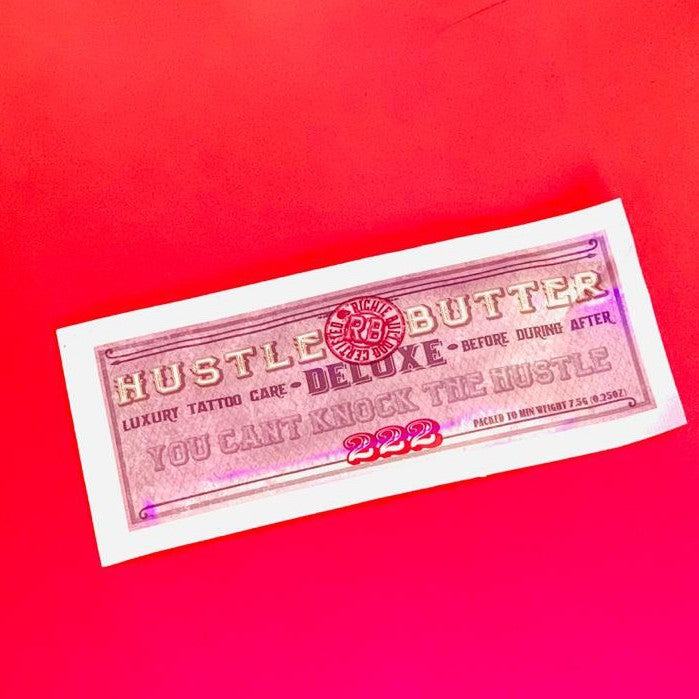 HUSTLE BUTTER
RICHIE BULLDOG CERTIFIED
RB
LUXURY TATTOO CARE • DELUXE • BEFORE DURING AFTER
YOU CANT KNOCK THE HUSTLE
222
PACKED TO MIN WEIGHT 7.5G (0.25OZ)